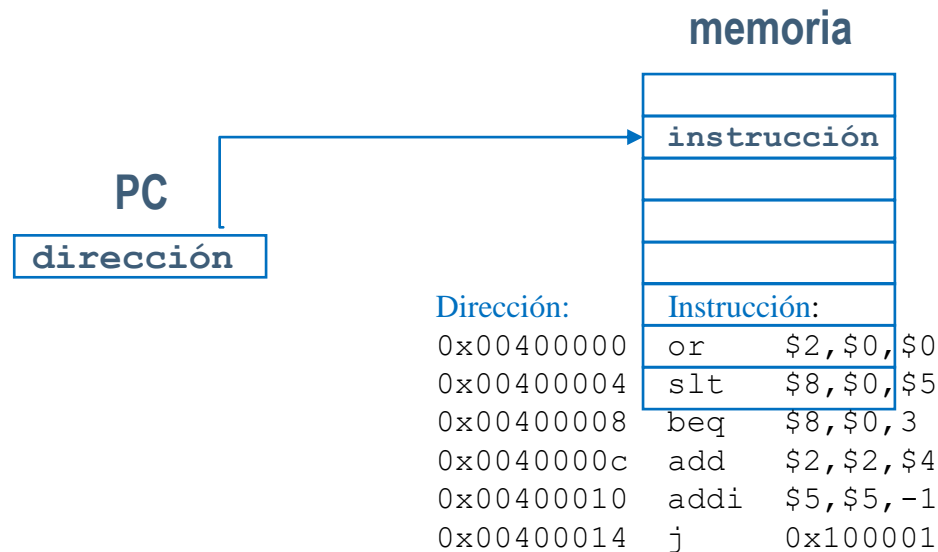 memoria
instrucción
PC
dirección
Dirección: Instrucción:
0x00400000 or $2,$0,$0
0x00400004 slt $8,$0,$5
0x00400008 beq $8,$0,3
0x0040000c add $2,$2,$4
0x00400010 addi $5,$5,-1
0x00400014 j 0x100001